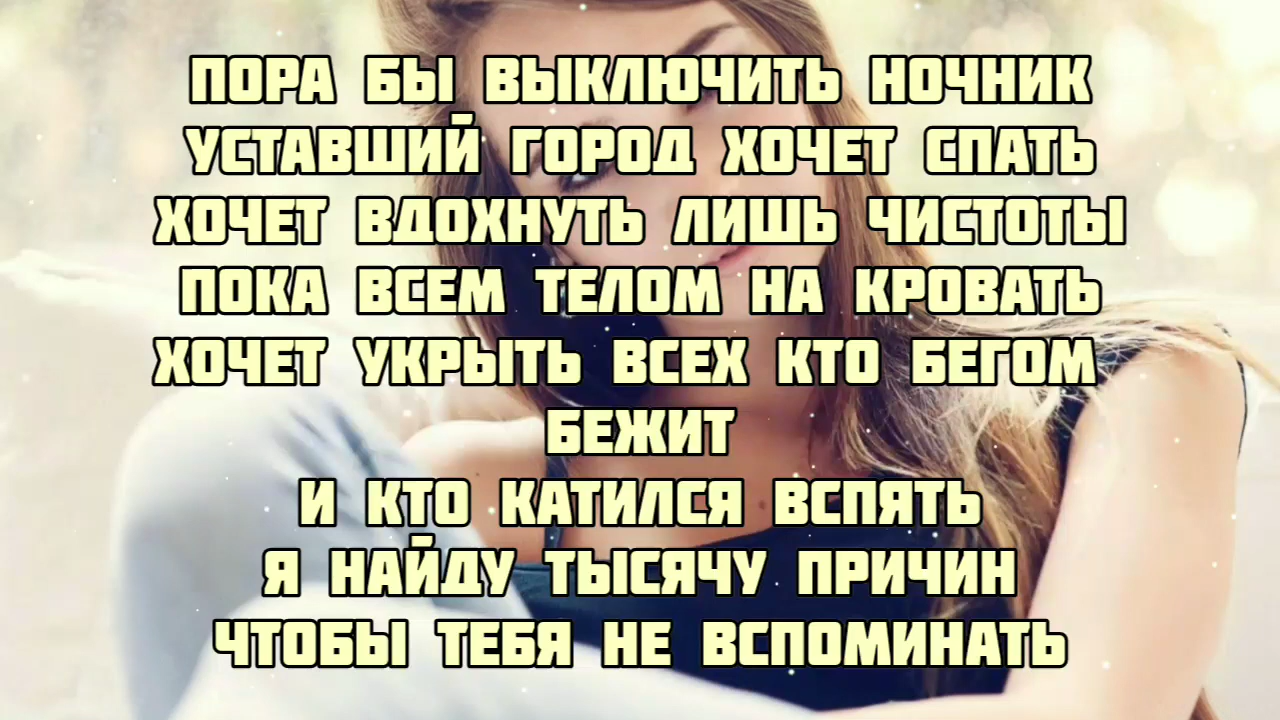 ПОРА БЫ ВЫКЛЮЧИТЬ НОЧНИК
УСТАВШИЙ ГОРОД ХОЧЕТ СПАТЬ
ХОЧЕТ ВДОХНУТЬ ЛИШЬ ЧИСТОТЫ
ПОКА ВСЕМ ТЕЛОМ НА КРОВАТЬ
ХОЧЕТ УКРЫТЬ ВСЕХ КТО БЕГОМ
БЕЖИТ
И КТО КАТИЛСЯ ВСПЯТЬ
Я НАЙДУ ТЫСЯЧУ ПРИЧИН
ЧТОБЫ ТЕБЯ НЕ ВСПОМИНАТЬ